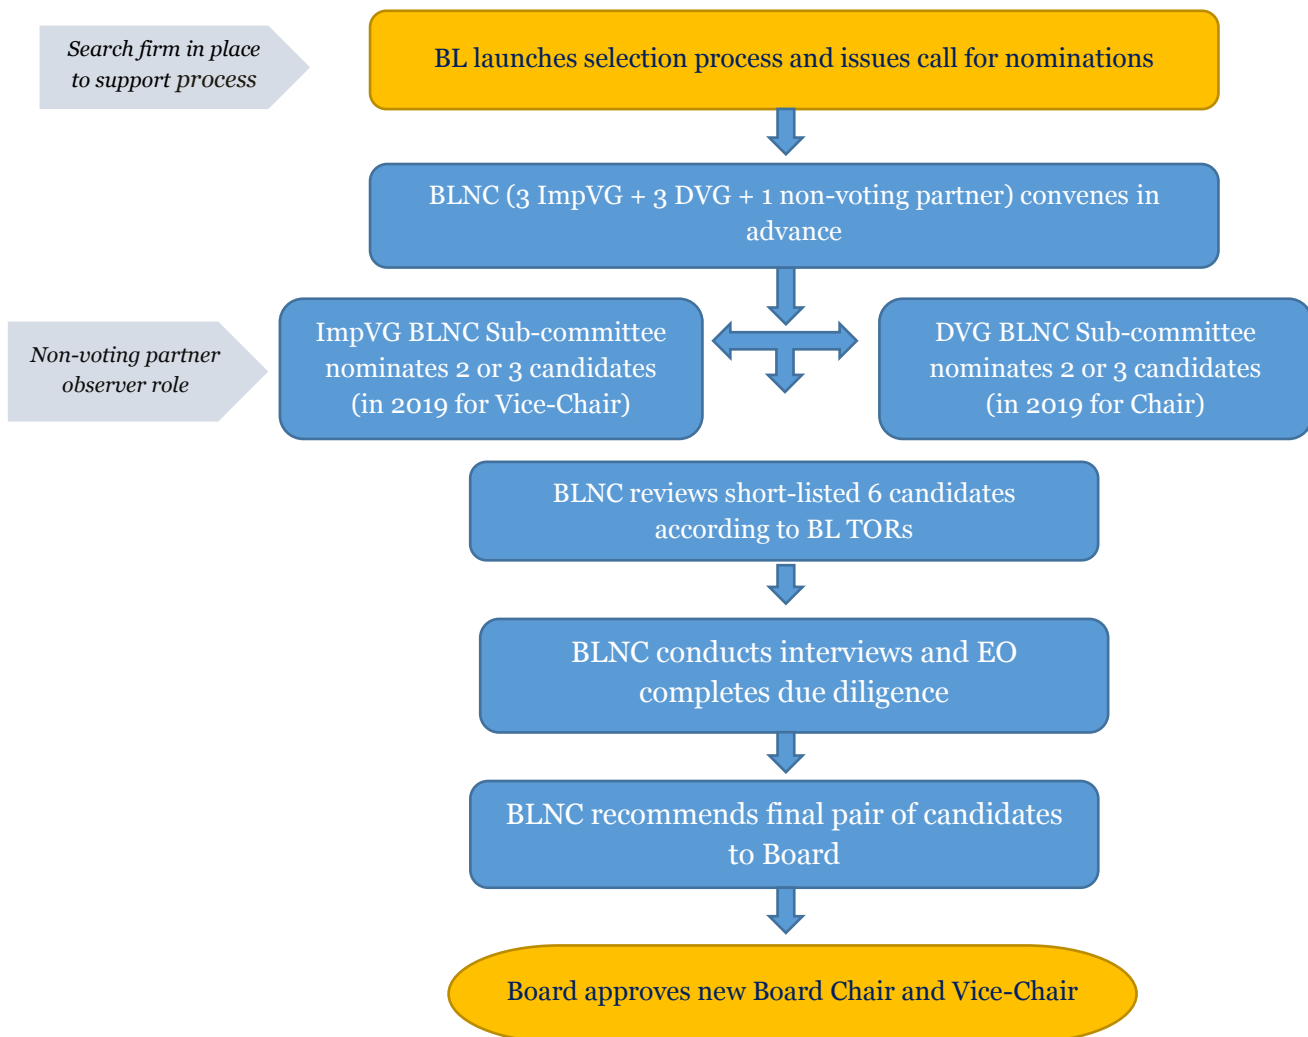 Search firm in place
to support process
BL launches selection process and issues call for nominations
BLNC (3 ImpVG + 3 DVG + 1 non-voting partner) convenes in
advance
Non-voting partner
observer role
ImpVG BLNC Sub-committee
nominates 2 or 3 candidates
(in 2019 for Vice-Chair)
DVG BLNC Sub-committee
nominates 2 or 3 candidates
(in 2019 for Chair)
BLNC reviews short-listed 6 candidates
according to BL TORs
BLNC conducts interviews and EO
completes due diligence
BLNC recommends final pair of candidates
to Board
Board approves new Board Chair and Vice-Chair